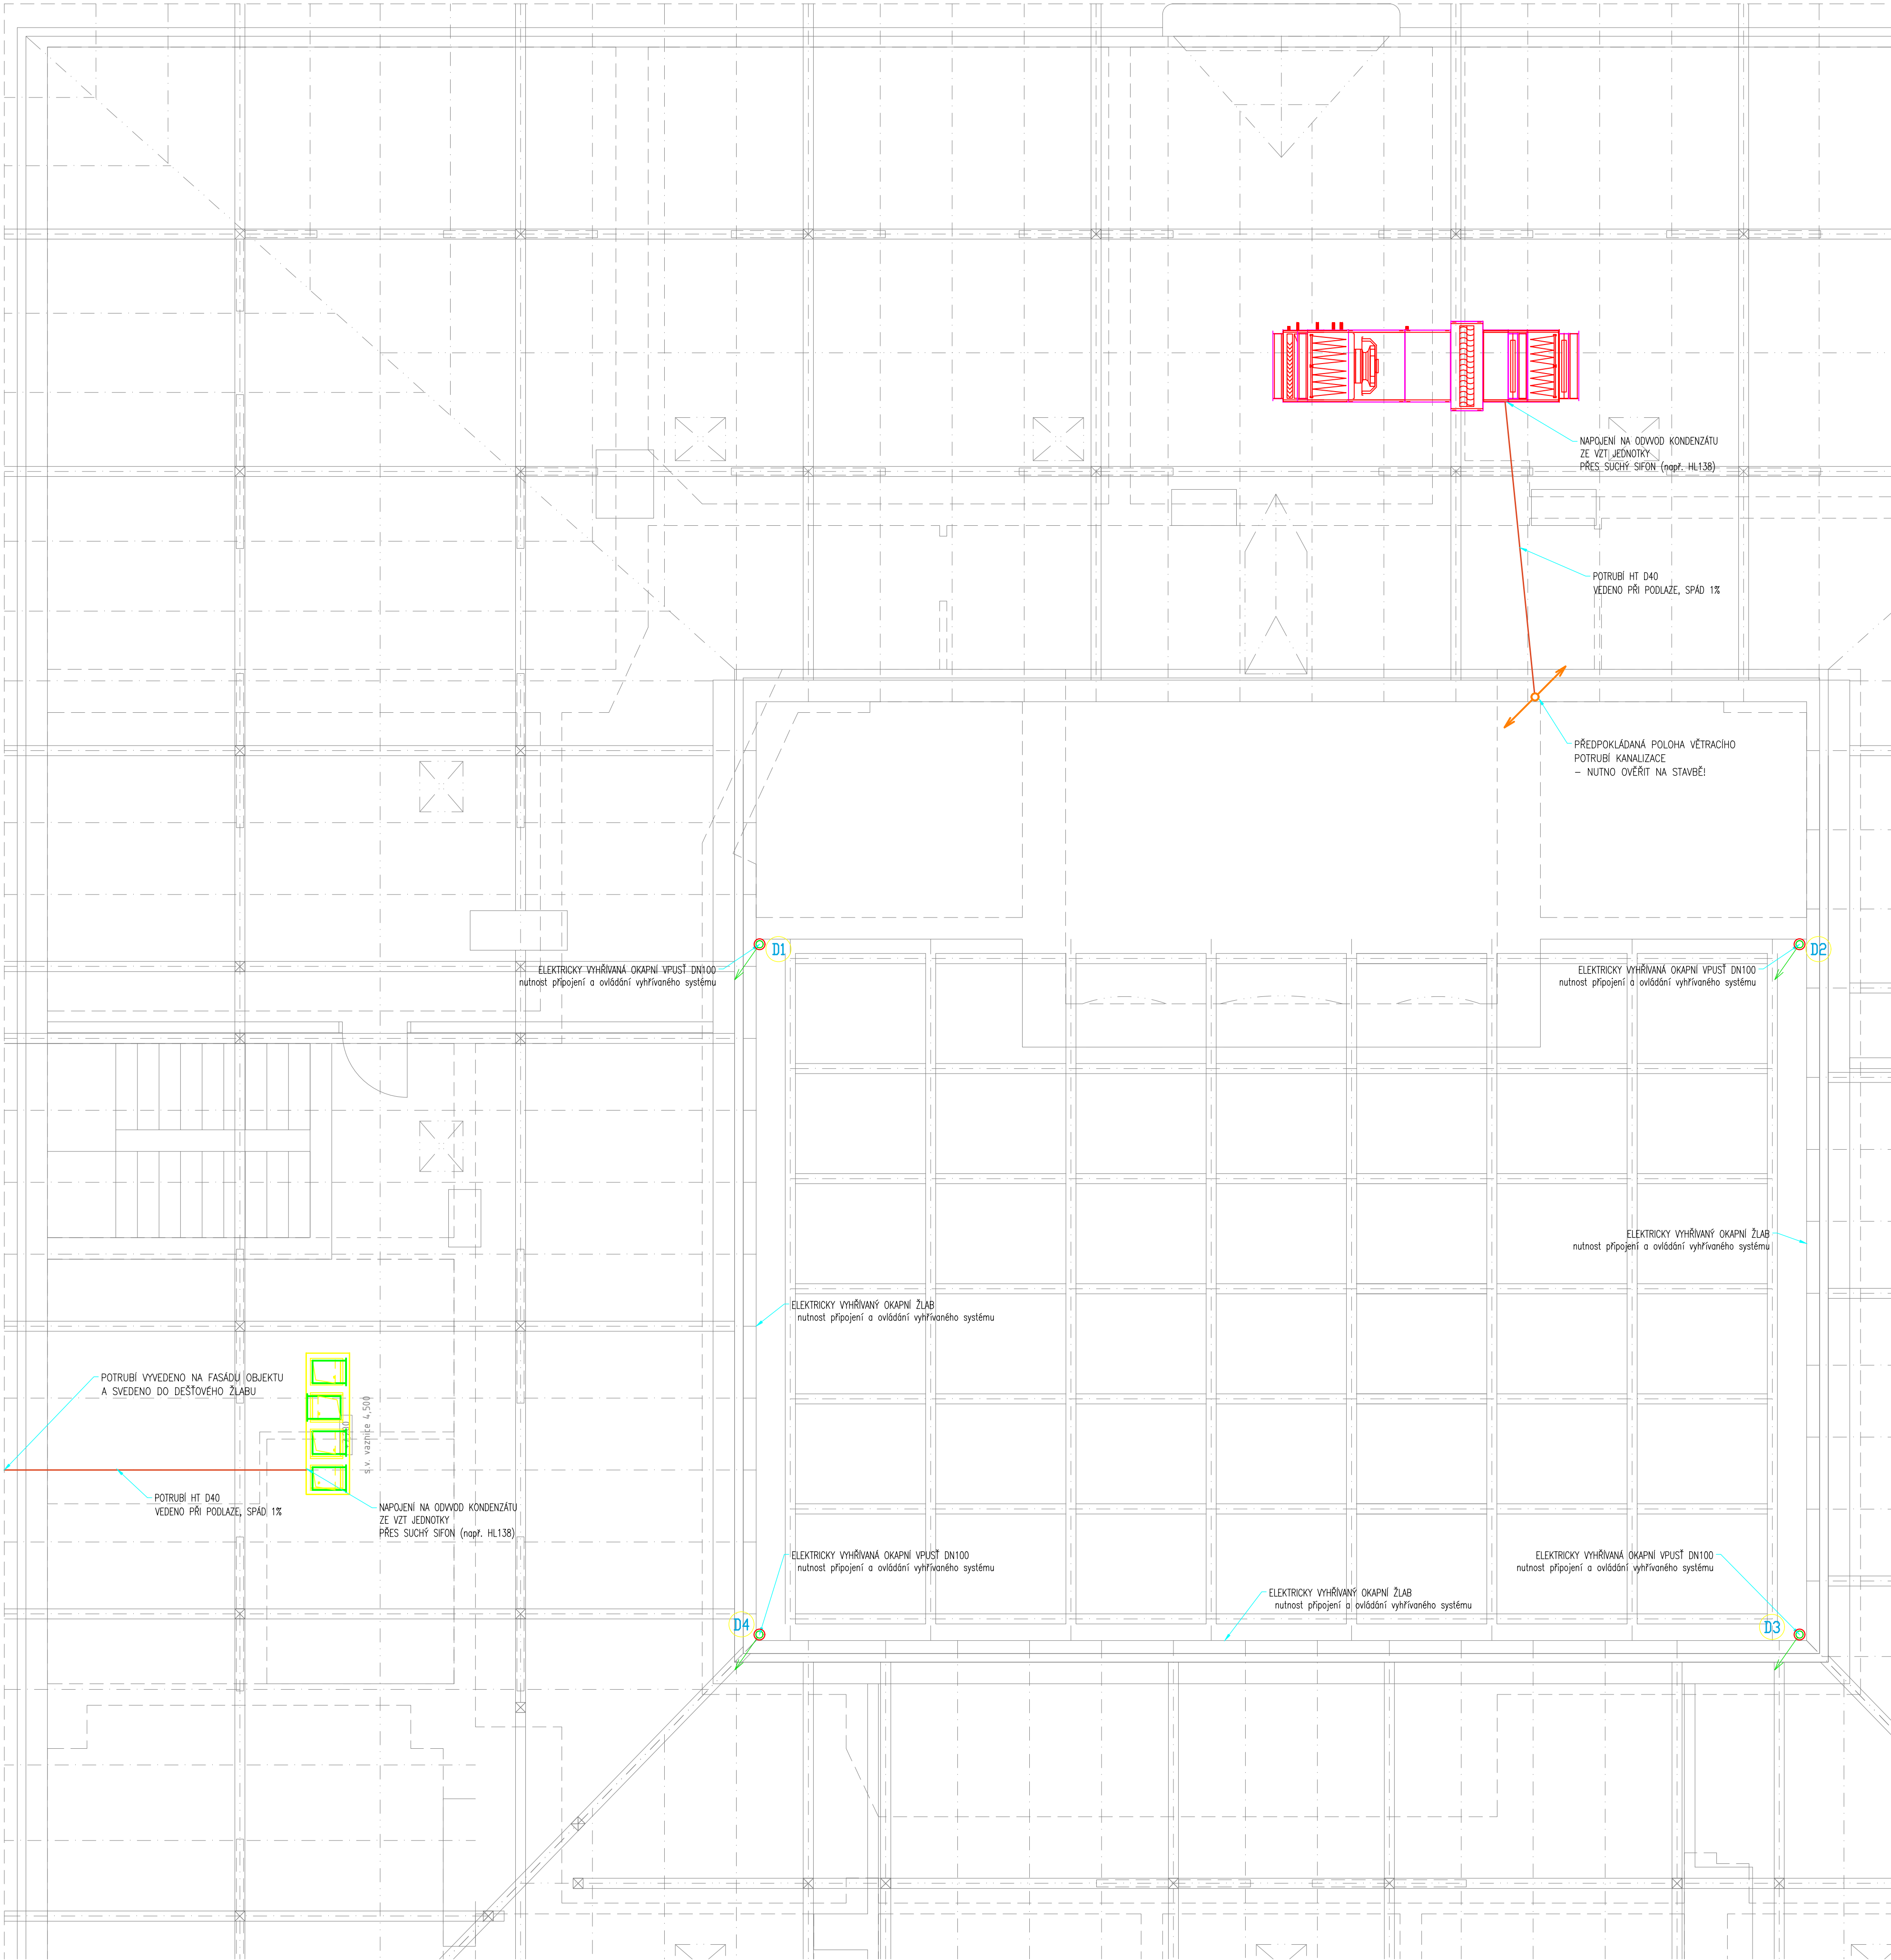 NAPOJENÍ NA ODVVOD KONDENZÁTU
ZE VZT JEDNOTKY
PŘES SUCHÝ SIFON (např. HL138)
POTRUBÍ HT D40
VEDENO PŘI PODLAZE, SPÁD 1%
PŘEDPOKLÁDANÁ POLOHA VĚTRACÍHO
POTRUBÍ KANALIZACE
– NUTNO OVĚŘIT NA STAVBĚ!
D1
ELEKTRICKY VYHŘÍVANÁ OKAPNÍ VPUSŤ DN100
nutnost připojení a ovládání vyhřívaného systému
D2
ELEKTRICKY VYHŘÍVANÁ OKAPNÍ VPUSŤ DN100
nutnost připojení a ovládání vyhřívaného systému
ELEKTRICKY VYHŘÍVANÝ OKAPNÍ ŽLAB
nutnost připojení a ovládání vyhřívaného systému
ELEKTRICKY VYHŘÍVANÝ OKAPNÍ ŽLAB
nutnost připojení a ovládání vyhřívaného systému
POTRUBÍ VYVEDENO NA FASÁDU OBJEKTU
A SVEDENO DO DEŠŤOVÉHO ŽLABU
s.v. vaznice 4,500
POTRUBÍ HT D40
VEDENO PŘI PODLAZE, SPÁD 1%
NAPOJENÍ NA ODVVOD KONDENZÁTU
ZE VZT JEDNOTKY
PŘES SUCHÝ SIFON (např. HL138)
ELEKTRICKY VYHŘÍVANÁ OKAPNÍ VPUSŤ DN100
nutnost připojení a ovládání vyhřívaného systému
ELEKTRICKY VYHŘÍVANÁ OKAPNÍ VPUSŤ DN100
nutnost připojení a ovládání vyhřívaného systému
ELEKTRICKY VYHŘÍVANÝ OKAPNÍ ŽLAB
nutnost připojení a ovládání vyhřívaného systému
D4
D3